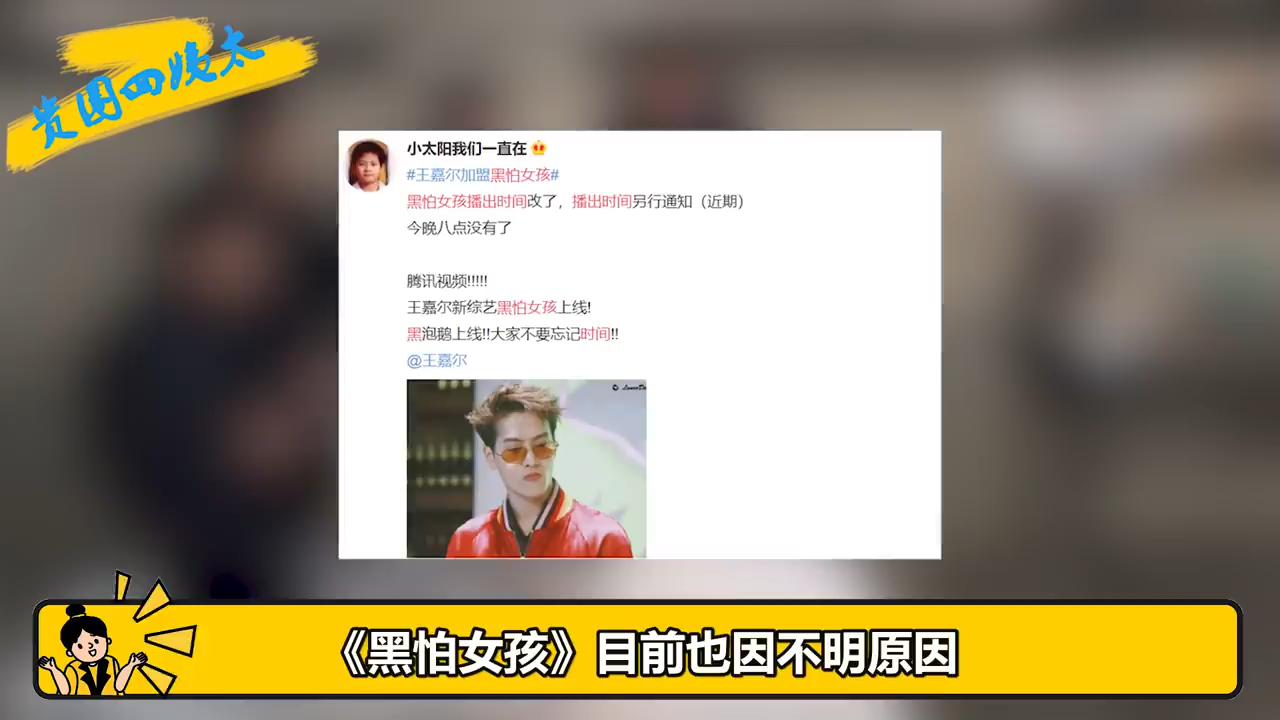 贵圈四姨太
小太阳我们一直在
#王嘉尔加盟黑怕女孩#
黑怕女孩播出时间改了，播出时间另行通知（近期）
今晚八点没有了
腾讯视频!!!!!
王嘉尔新综艺黑怕女孩上线!
黑泡鹅上线!!大家不要忘记时间!!
@王嘉尔
《黑怕女孩》目前也因不明原因